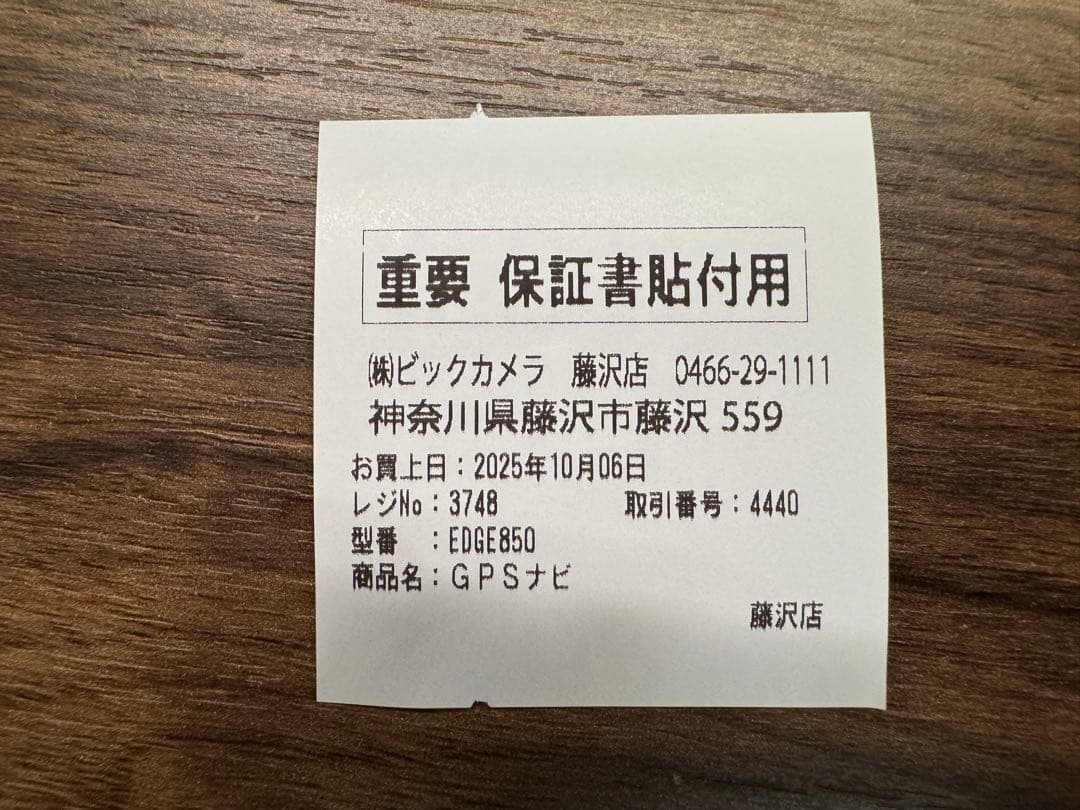 重要 保証書貼付用
㈱ビックカメラ 藤沢店 0466-29-1111
神奈川県藤沢市藤沢 559
お買上日：2025年10月06日
レジNo：3748 取引番号：4440
型番 ：EDGE850
商品名：ＧＰＳナビ
藤沢店